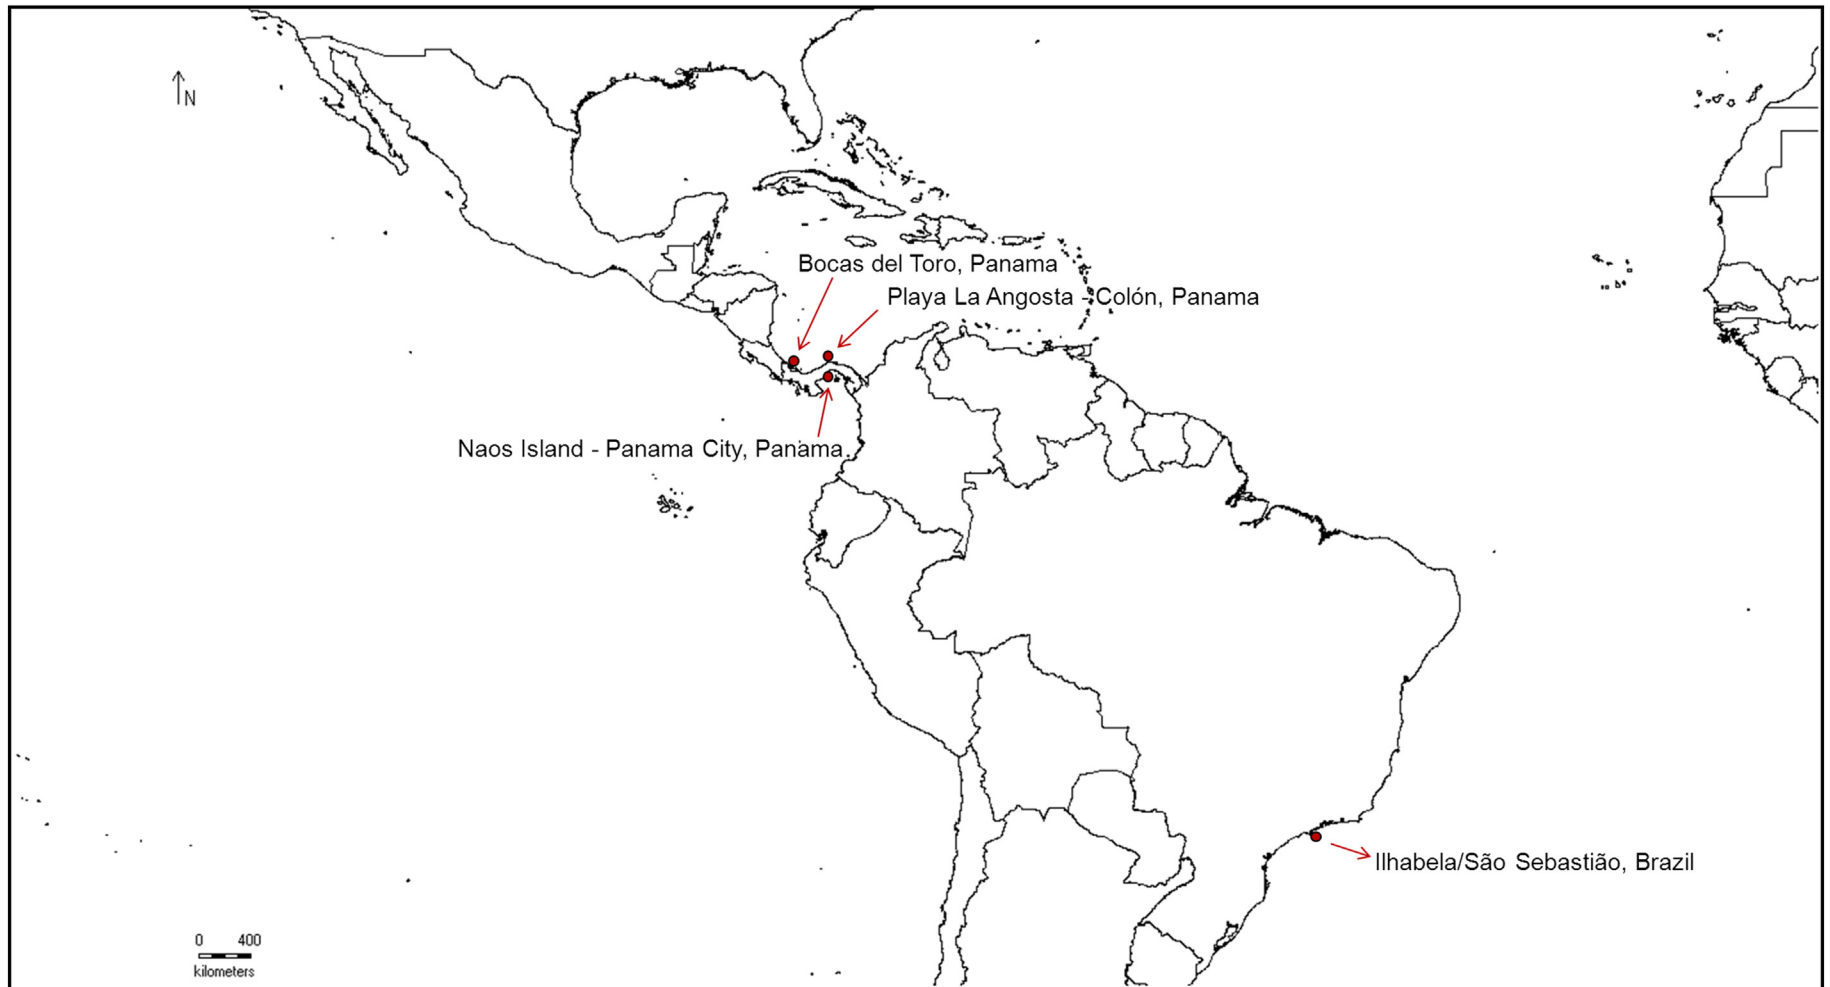 N
Bocas del Toro, Panama
Playa La Angosta - Colón, Panama
Naos Island - Panama City, Panama
Ilhabela/São Sebastião, Brazil
0 400
kilometers